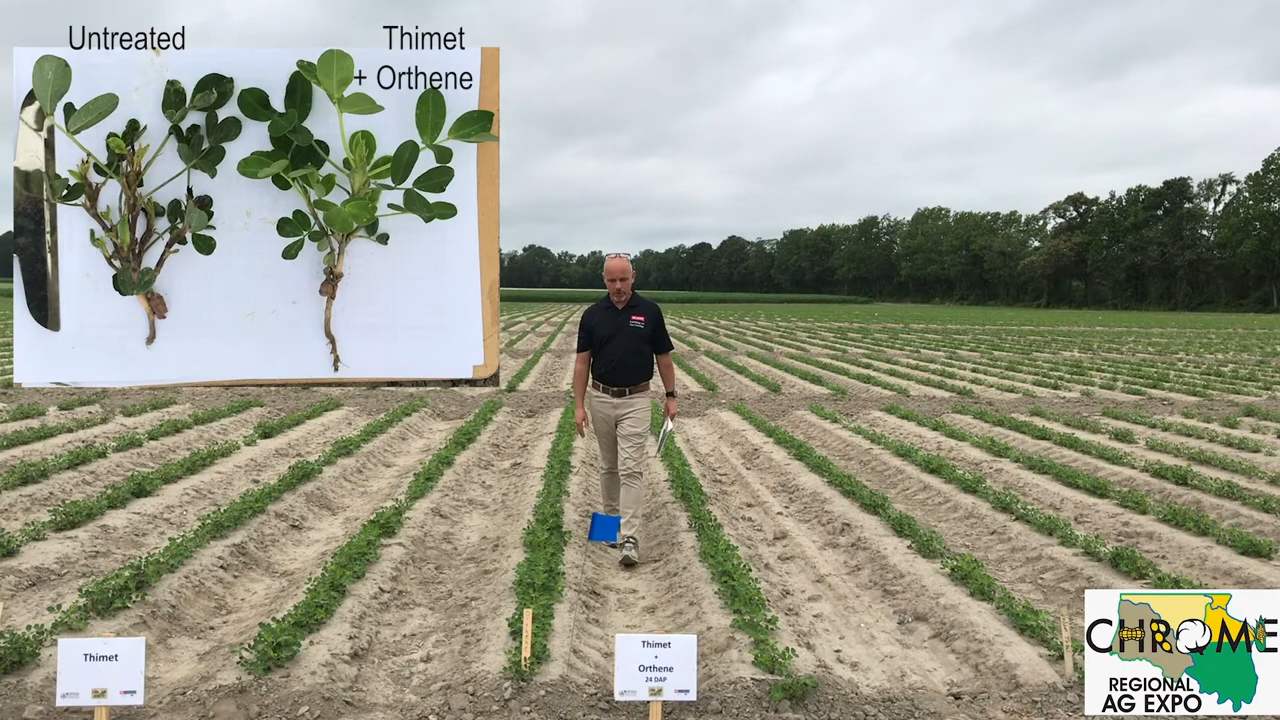 Untreated
Thimet
+ Orthene
Thimet
Thimet
+
Orthene
24 DAP
CHROME
REGIONAL
AG EXPO